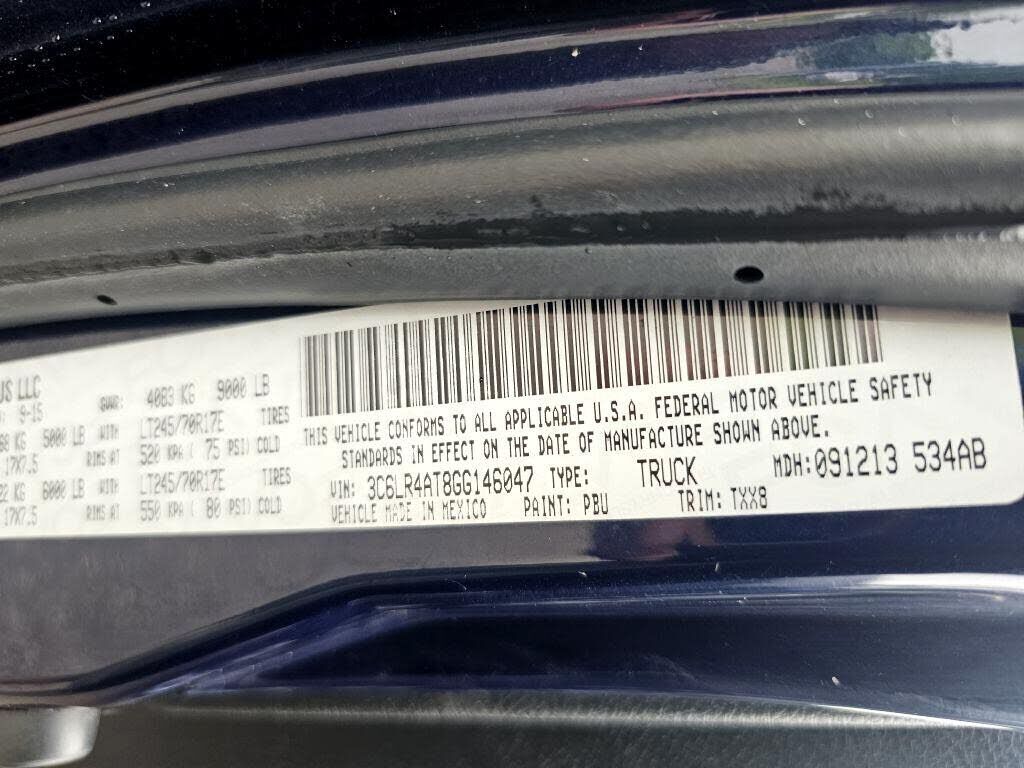 US LLC
: 9-15 GVWR: 4083 KG 9000 LB
KG 5000 LB WITH LT245/70R17E TIRES
17X7.5 RIMS AT 520 KPA ( 75 PSI) COLD
KG 6000 LB WITH LT245/70R17E TIRES
17X7.5 RIMS AT 550 KPA ( 80 PSI) COLD
THIS VEHICLE CONFORMS TO ALL APPLICABLE U.S.A. FEDERAL MOTOR VEHICLE SAFETY
STANDARDS IN EFFECT ON THE DATE OF MANUFACTURE SHOWN ABOVE.
VIN: 3C6LR4AT8GG146047 TYPE: TRUCK MDH:091213 534AB
VEHICLE MADE IN MEXICO PAINT: PBU TRIM: TXX8